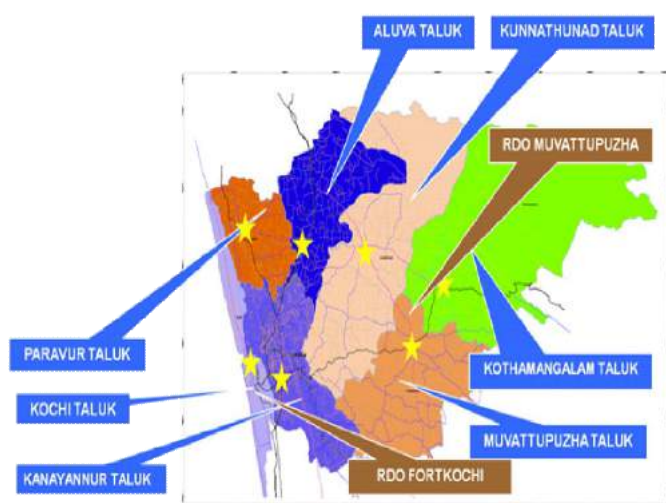 ALUVA TALUK
KUNNATHUNAD TALUK
RDO MUVATTUPUZHA
PARAVUR TALUK
KOTHAMANGALAM TALUK
KOCHI TALUK
MUVATTUPUZHA TALUK
KANAYANNUR TALUK
RDO FORTKOCHI